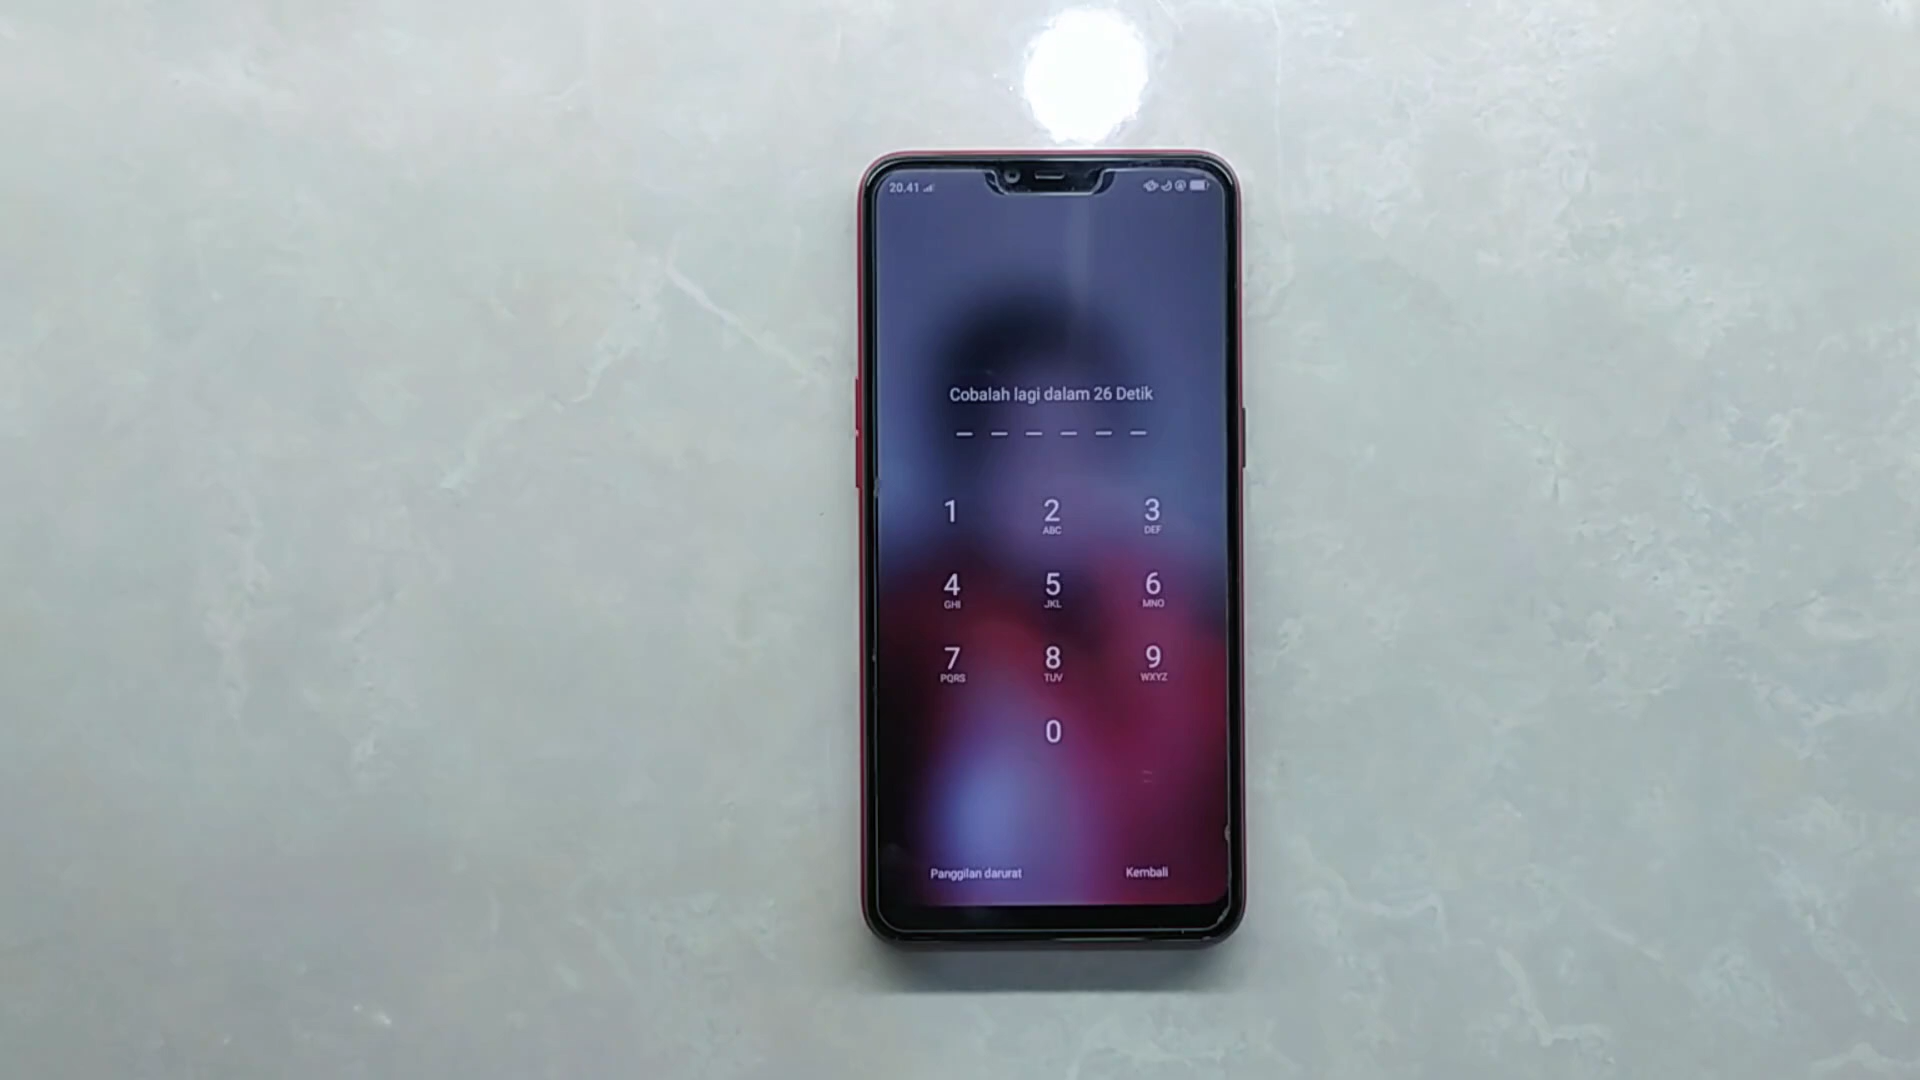 20.41
Cobalah lagi dalam 26 Detik
1 2 3
ABC DEF
4 5 6
GHI JKL MNO
7 8 9
PQRS TUV WXYZ
0
Panggilan darurat Kembali